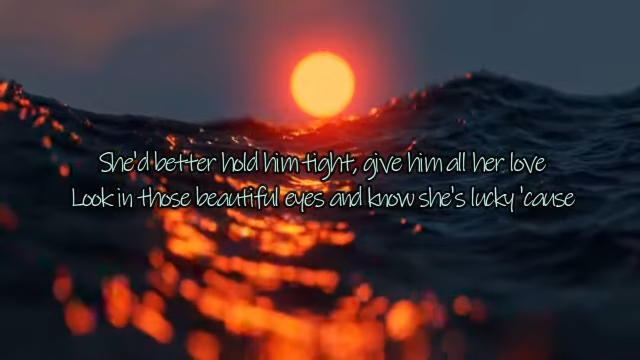 She'd better hold him tight, give him all her love
Look in those beautiful eyes and know she's lucky 'cause